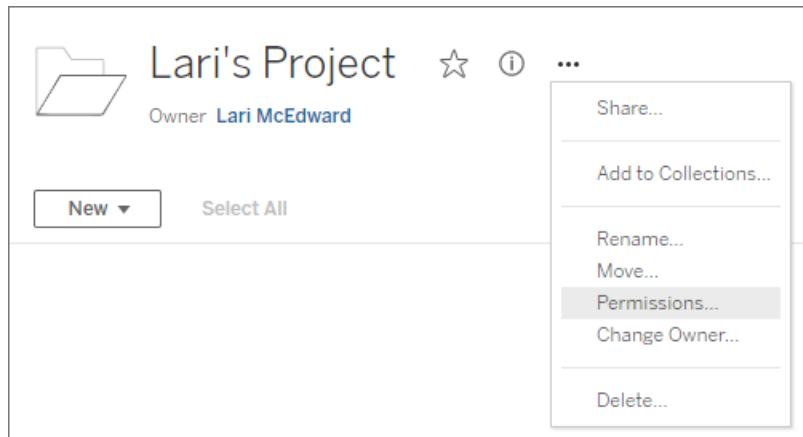 Lari's Project
Owner Lari McEdward
New
Select All
Share...
Add to Collections...
Rename...
Move...
Permissions...
Change Owner...
Delete...